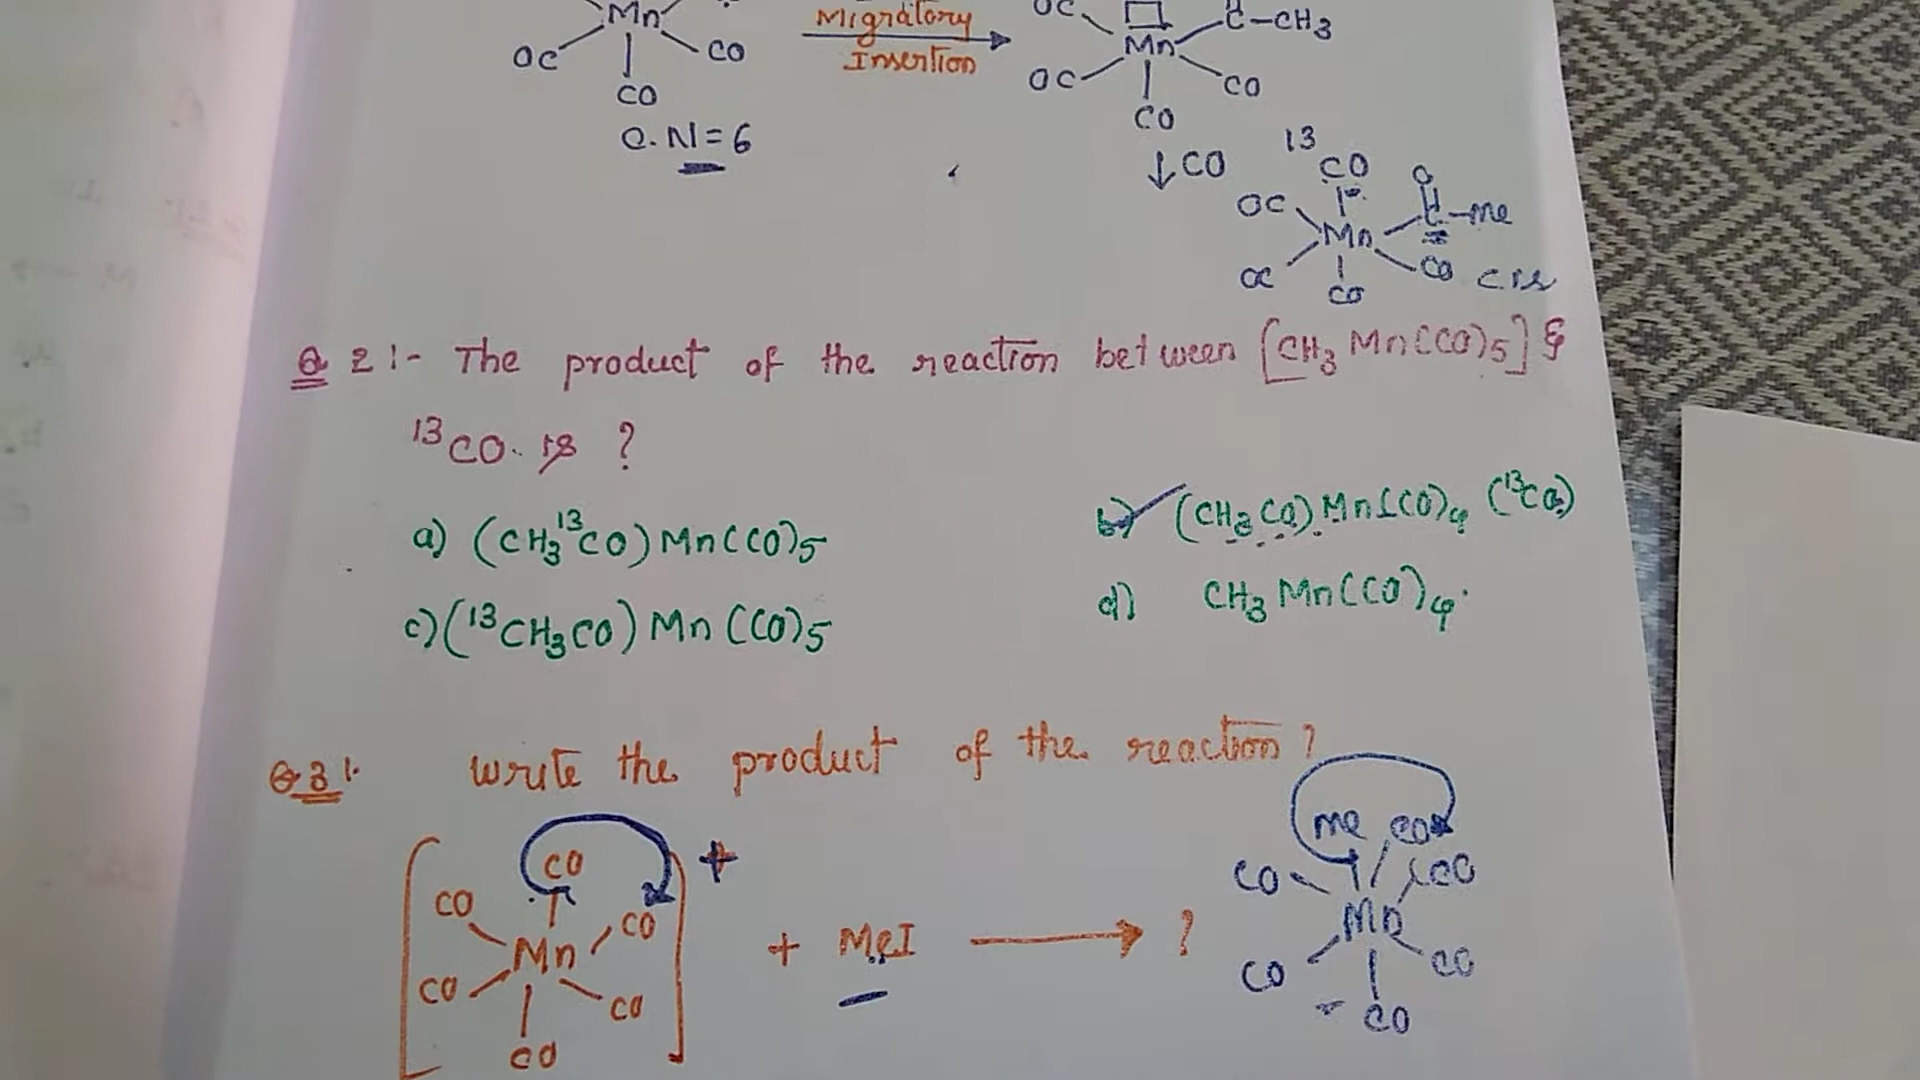 Mn
OC CO
CO
C.N=6
Migratory
Insertion
OC C-CH3
Mn
OC CO
CO
↓CO
13
CO O
OC C-Me
Mn
OC CO cis
CO
Q 2!- The product of the reaction between [CH3 Mn(CO)5] &
13CO is ?
a) (CH3 13CO) Mn(CO)5
b) (CH3CO) Mn(CO)4 (13CO)
c) (13CH3CO) Mn (CO)5
d) CH3 Mn(CO)4
Q3! Write the product of the reaction ?
[ CO ]+
CO CO
Mn
CO CO
CO
+ MeI → ?
Me CO
CO CO
Mn
CO CO
CO